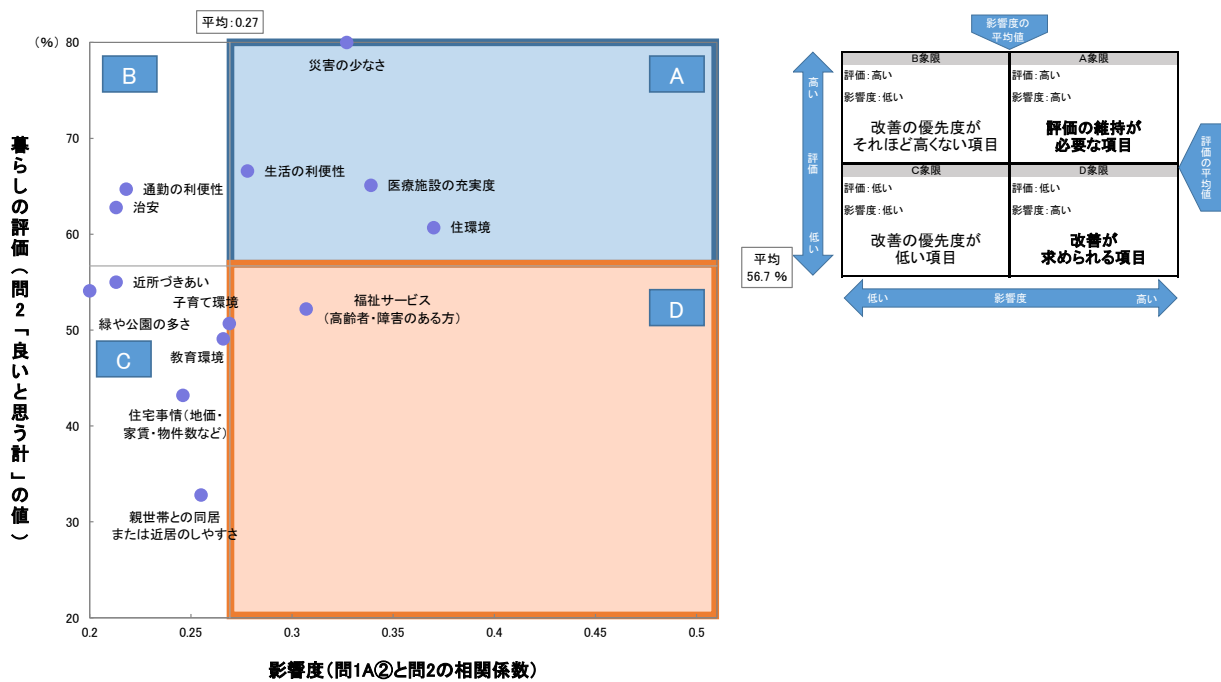 平均:0.27
(%)
80
70
60
50
40
30
20
0.2
0.25
0.3
0.35
0.4
0.45
0.5
暮らしの評価(問2「良いと思う計」の値)
影響度(問1A②と問2の相関係数)
B
A
C
D
災害の少なさ
生活の利便性
医療施設の充実度
通勤の利便性
治安
住環境
近所づきあい
子育て環境
緑や公園の多さ
教育環境
福祉サービス
(高齢者・障害のある方)
住宅事情(地価・
家賃・物件数など)
親世帯との同居
または近居のしやすさ
平均
56.7 %
影響度の
平均値
高い
評価
低い
B象限
評価:高い
影響度:低い
改善の優先度が
それほど高くない項目
A象限
評価:高い
影響度:高い
評価の維持が
必要な項目
C象限
評価:低い
影響度:低い
改善の優先度が
低い項目
D象限
評価:低い
影響度:高い
改善が
求められる項目
評価の平均値
低い
影響度
高い